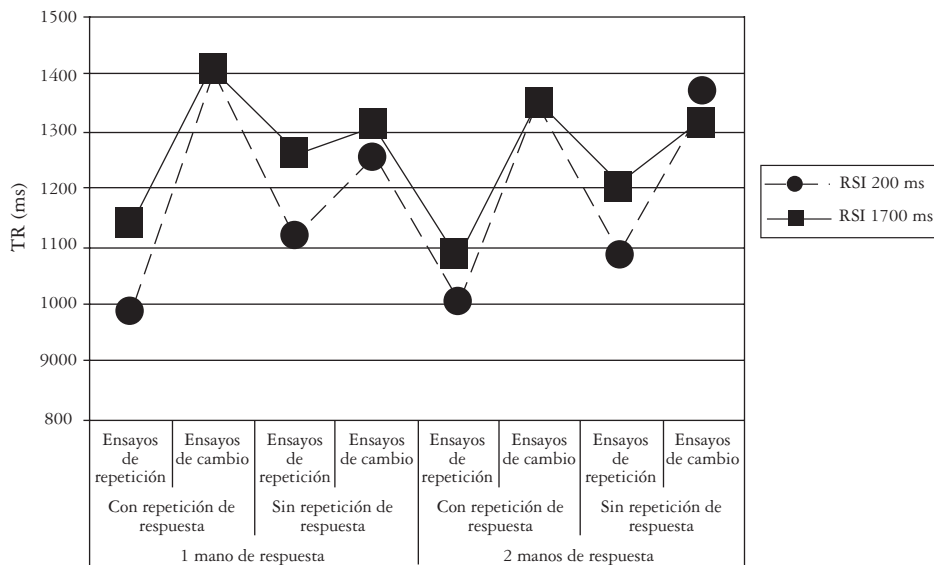 1500
1400
1300
1200
1100
1000
9000
800
TR (ms)
RSI 200 ms
RSI 1700 ms
Ensayos de repetición
Ensayos de cambio
Ensayos de repetición
Ensayos de cambio
Ensayos de repetición
Ensayos de cambio
Ensayos de repetición
Ensayos de cambio
Con repetición de respuesta
Sin repetición de respuesta
Con repetición de respuesta
Sin repetición de respuesta
1 mano de respuesta
2 manos de respuesta